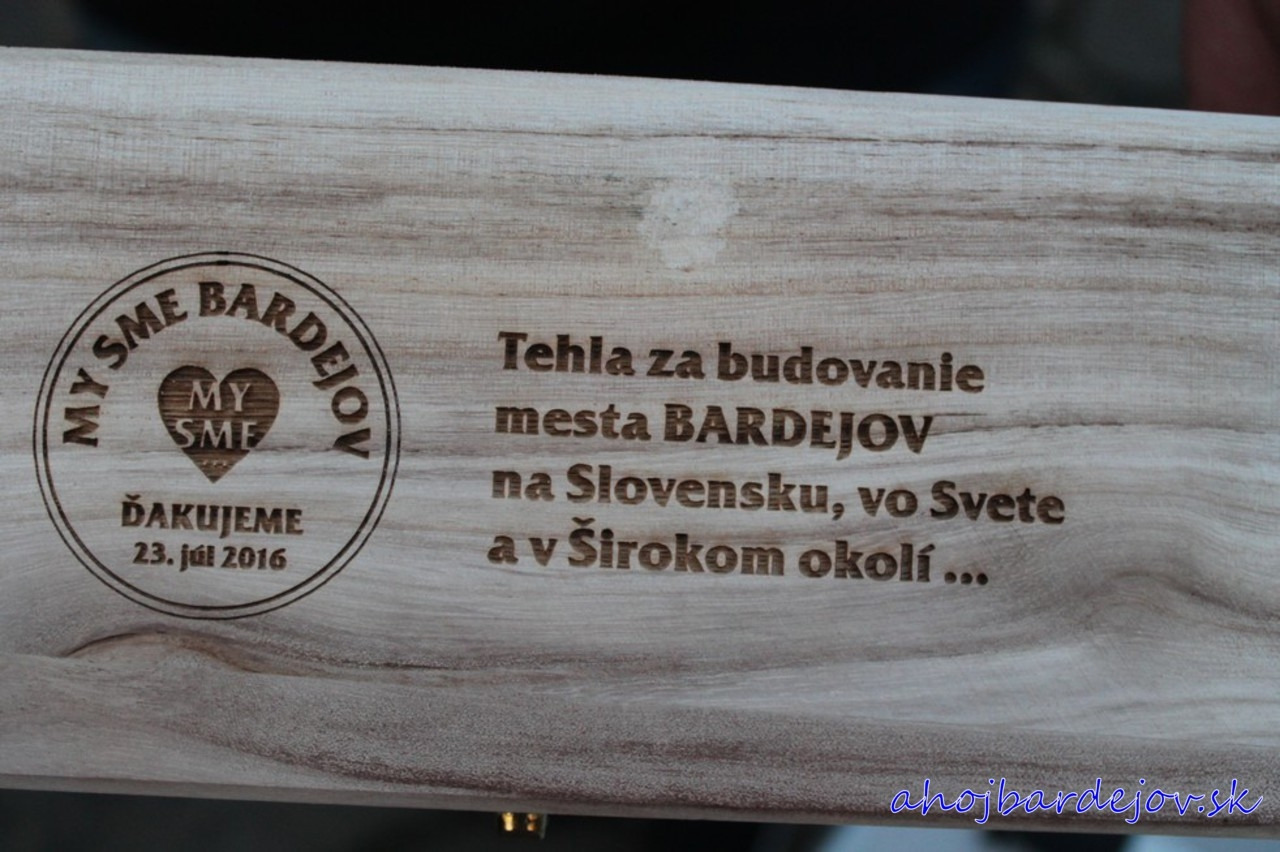 MY SME BARDEJOV
MY
SME
...
ĎAKUJEME
23. júl 2016
Tehla za budovanie
mesta BARDEJOV
na Slovensku, vo Svete
a v Širokom okolí ...
ahojbardejov.sk